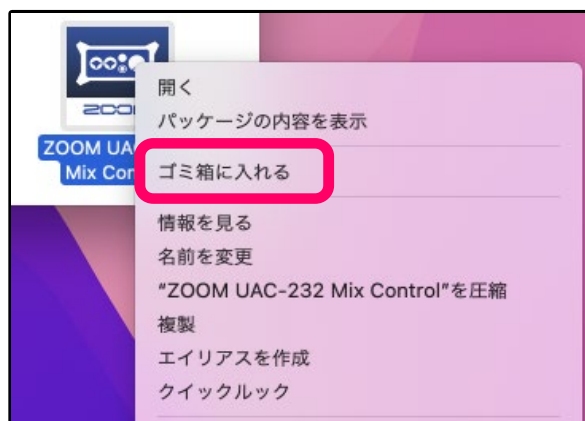 ZOOM UA
Mix Con
開く
パッケージの内容を表示
ゴミ箱に入れる
情報を見る
名前を変更
“ZOOM UAC-232 Mix Control”を圧縮
複製
エイリアスを作成
クイックルック